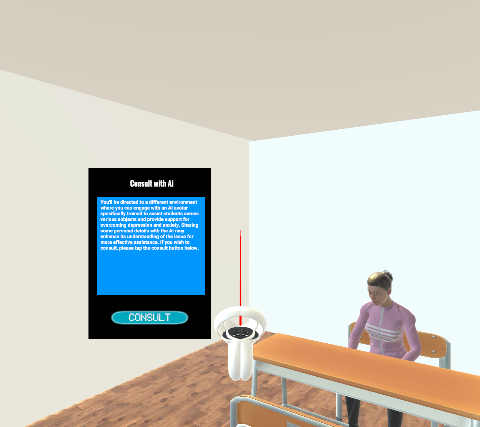 Consult with AI
You'll be directed to a different environment
where you can engage with an AI avatar
specifically trained to assist students across
various subjects and provide support for
overcoming depression and anxiety. Sharing
some personal details with the AI may
enhance its understanding of the issue for
more effective assistance. If you wish to
consult, please tap the consult button below.
CONSULT